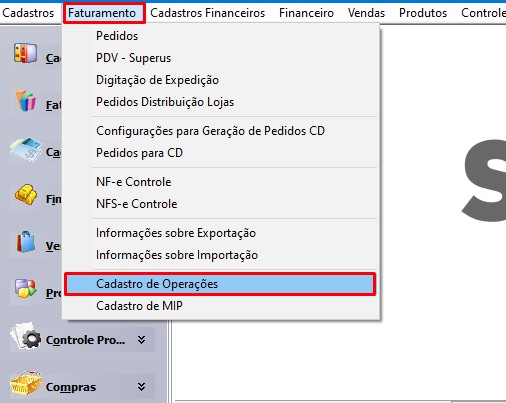 Cadastros Faturamento Cadastros Financeiros Financeiro Vendas Produtos Controle
Pedidos
PDV - Superus
Digitação de Expedição
Pedidos Distribuição Lojas
Configurações para Geração de Pedidos CD
Pedidos para CD
NF-e Controle
NFS-e Controle
Informações sobre Exportação
Informações sobre Importação
Cadastro de Operações
Cadastro de MIP
Ca
Fat
Ca
Fin
Ve
Pro
Controle Pro...
Compras
S